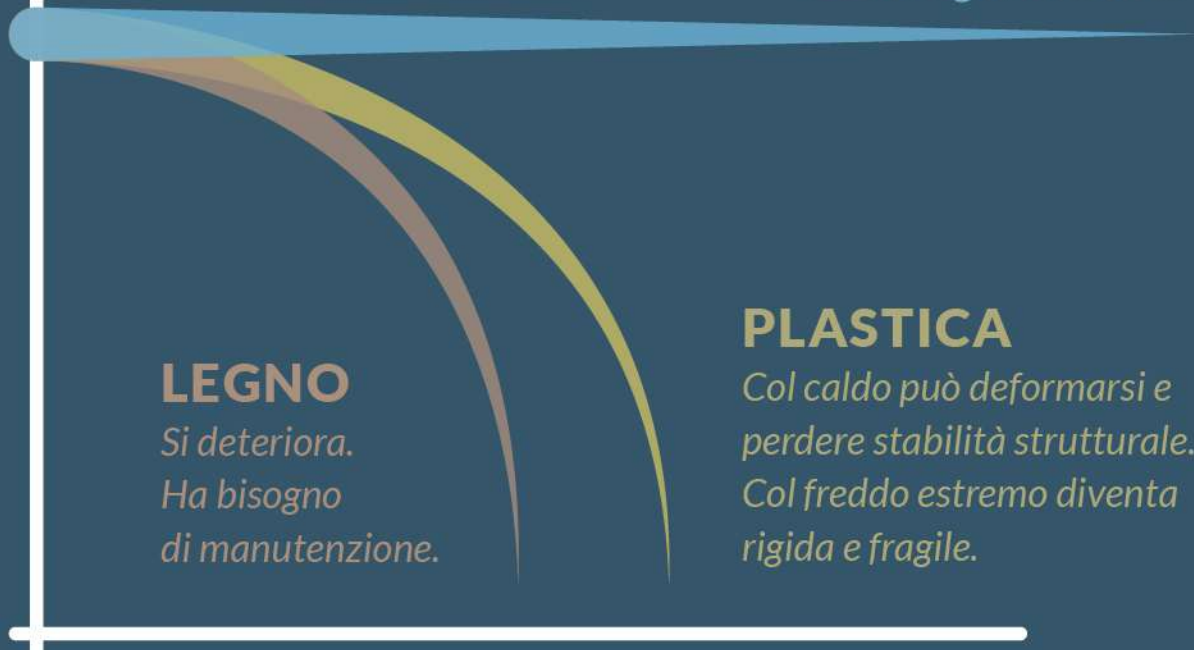 LEGNO
Si deteriora.
Ha bisogno
di manutenzione.
PLASTICA
Col caldo può deformarsi e
perdere stabilità strutturale.
Col freddo estremo diventa
rigida e fragile.